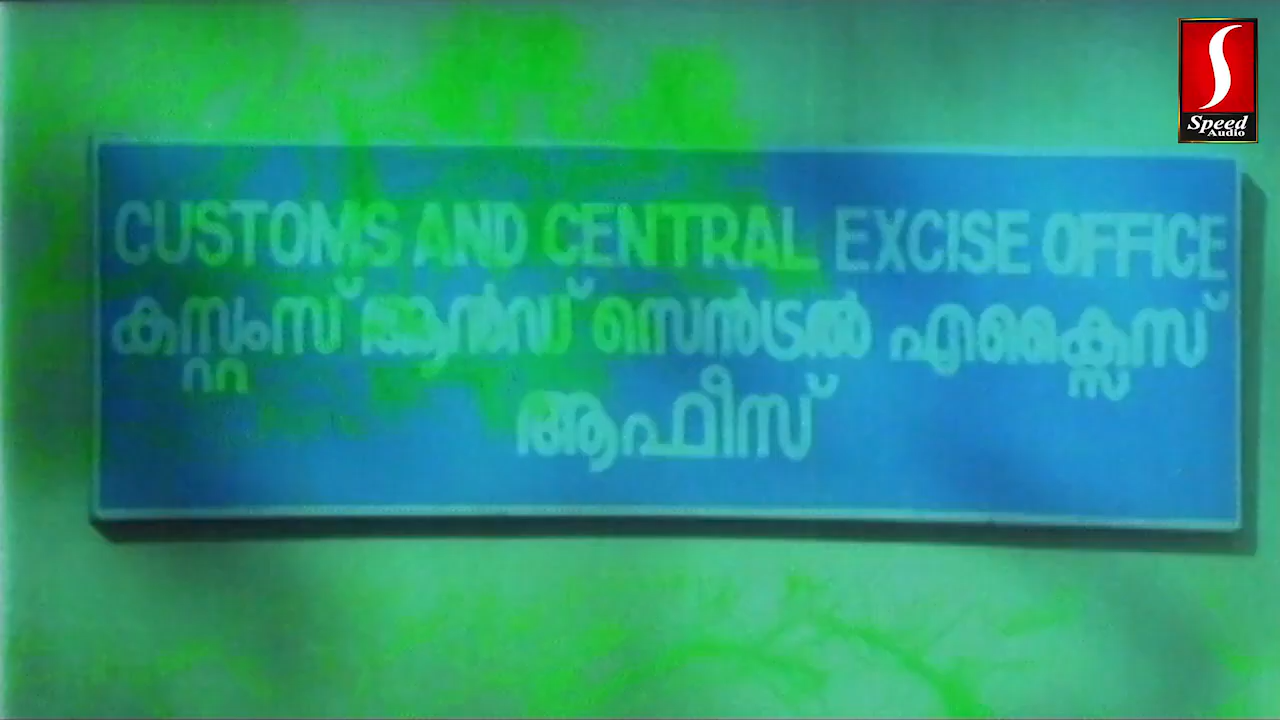 CUSTOMS AND CENTRAL EXCISE OFFICE
കസ്റ്റംസ് ആൻഡ് സെൻട്രൽ എക്സൈസ്
ആഫീസ്
S
Speed
Audio